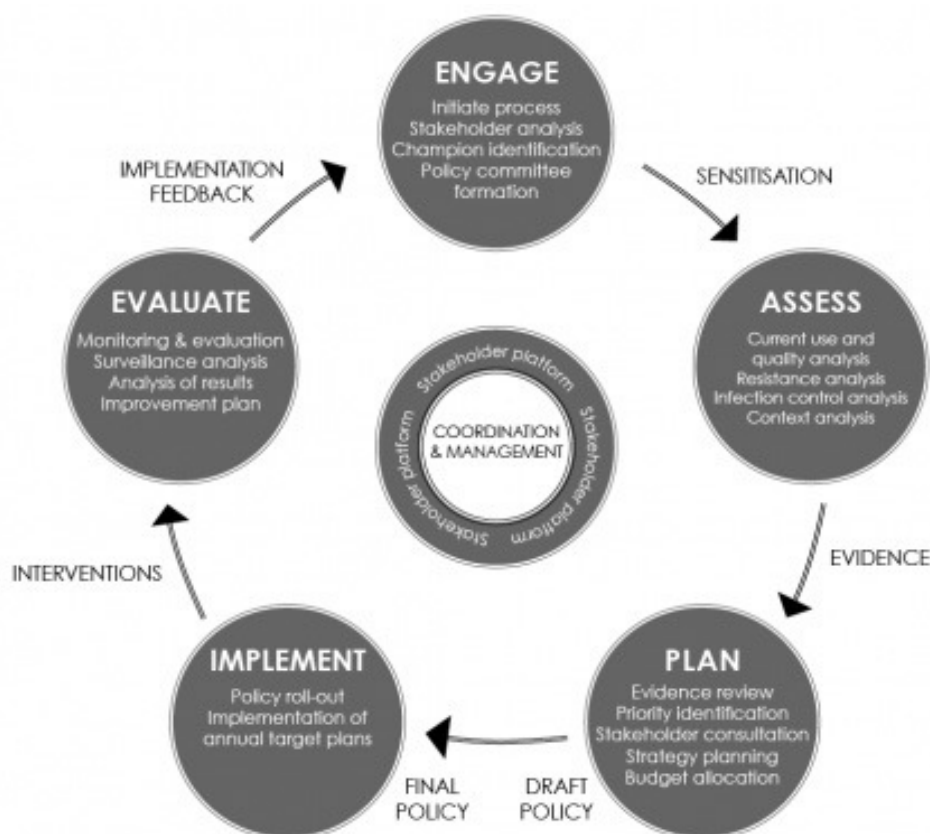 ENGAGE
Initiate process
Stakeholder analysis
Champion identification
Policy committee
formation
SENSITISATION
ASSESS
Current use and
quality analysis
Resistance analysis
Infection control analysis
Context analysis
EVIDENCE
PLAN
Evidence review
Priority identification
Stakeholder consultation
Strategy planning
Budget allocation
DRAFT
POLICY
FINAL
POLICY
IMPLEMENT
Policy roll-out
Implementation of
annual target plans
INTERVENTIONS
EVALUATE
Monitoring & evaluation
Surveillance analysis
Analysis of results
Improvement plan
IMPLEMENTATION
FEEDBACK
Stakeholder platform
Stakeholder platform
Stakeholder platform
COORDINATION
& MANAGEMENT